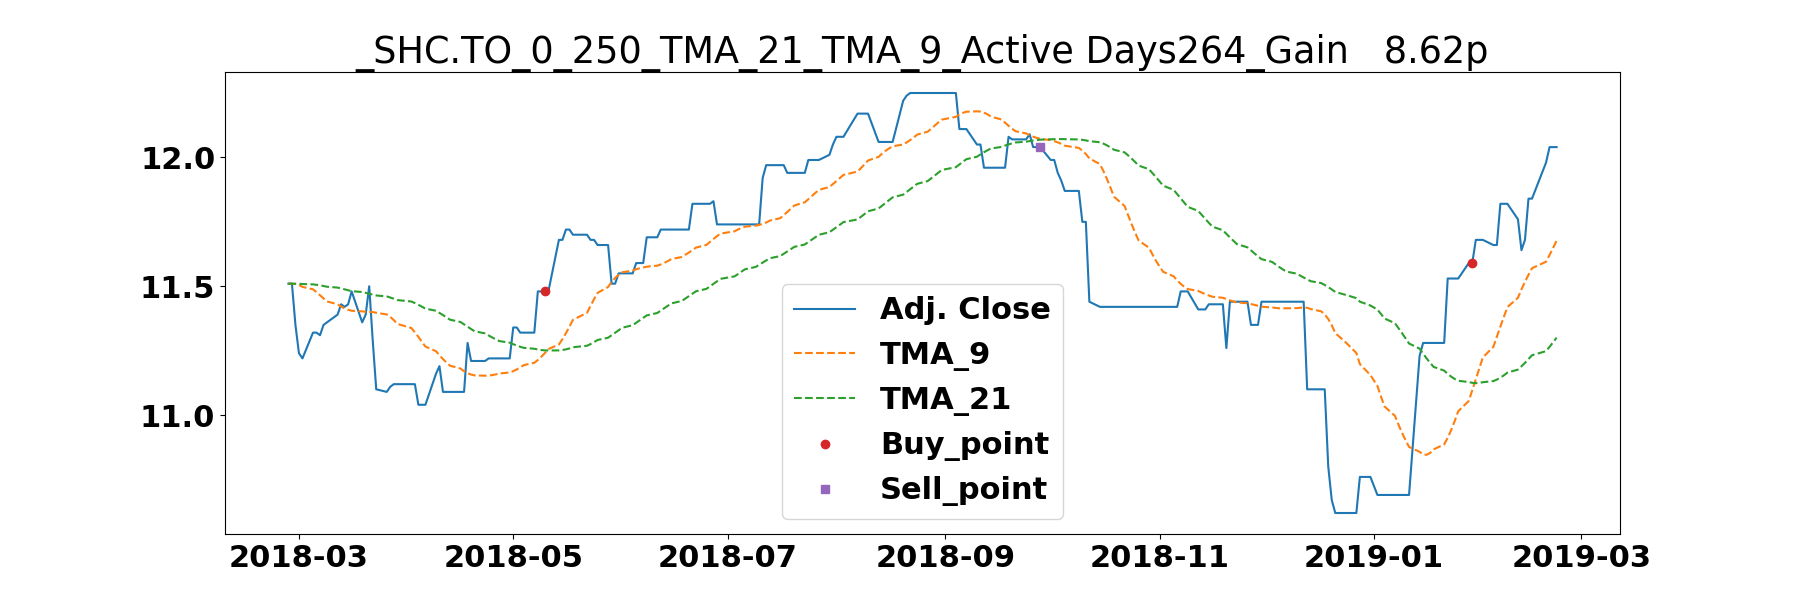 _SHC.TO_0_250_TMA_21_TMA_9_Active Days264_Gain   8.62p
12.0
11.5
11.0
Adj. Close
TMA_9
TMA_21
Buy_point
Sell_point
2018-03 2018-05 2018-07 2018-09 2018-11 2019-01 2019-03